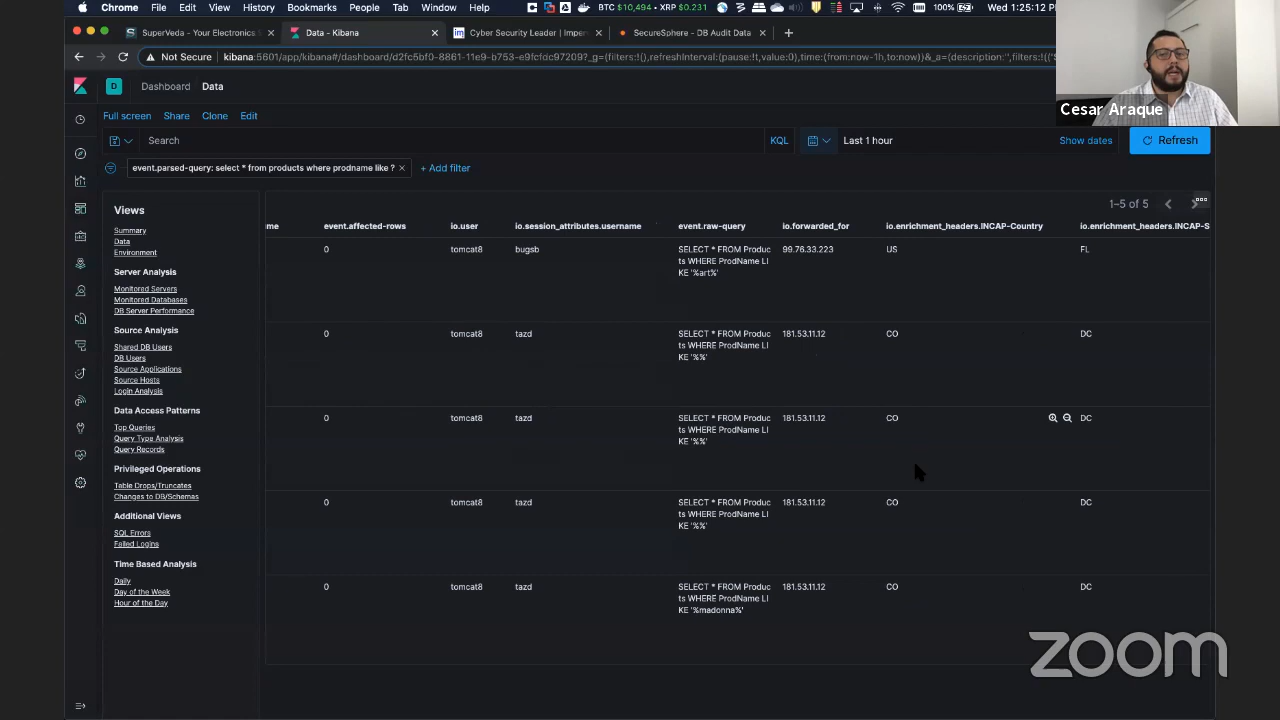 Chrome File Edit View History Bookmarks People Tab Window Help BTC $10,494 • XRP $0.231 100% Wed 1:25:12 PM
SuperVeda - Your Electronics Data - Kibana Cyber Security Leader | Imper SecureSphere - DB Audit Data
Not Secure kibana:5601/app/kibana#/dashboard/d2fc5bf0-8861-11e9-b753-e9fcfdc97209?_g=(filters:!(),refreshInterval:(pause:!t,value:0),time:(from:now-1h,to:now))&_a=(description:'',filters:!(('$
Cesar Araque
D Dashboard Data
Full screen Share Clone Edit
Search KQL Last 1 hour Show dates Refresh
event.parsed-query: select * from products where prodname like ? + Add filter
Views
Summary
Data
Environment
Server Analysis
Monitored Servers
Monitored Databases
DB Server Performance
Source Analysis
Shared DB Users
DB Users
Source Applications
Source Hosts
Login Analysis
Data Access Patterns
Top Queries
Query Type Analysis
Query Records
Privileged Operations
Table Drops/Truncates
Changes to DB/Schemas
Additional Views
SQL Errors
Failed Logins
Time Based Analysis
Daily
Day of the Week
Hour of the Day
1–5 of 5
me event.affected-rows io.user io.session_attributes.username event.raw-query io.forwarded_for io.enrichment_headers.INCAP-Country io.enrichment_headers.INCAP-S
0 tomcat8 bugsb SELECT * FROM Produc 99.76.33.223 US FL
ts WHERE ProdName LI
KE '%art%'
0 tomcat8 tazd SELECT * FROM Produc 181.53.11.12 CO DC
ts WHERE ProdName LI
KE '%%'
0 tomcat8 tazd SELECT * FROM Produc 181.53.11.12 CO DC
ts WHERE ProdName LI
KE '%%'
0 tomcat8 tazd SELECT * FROM Produc 181.53.11.12 CO DC
ts WHERE ProdName LI
KE '%%'
0 tomcat8 tazd SELECT * FROM Produc 181.53.11.12 CO DC
ts WHERE ProdName LI
KE '%madonna%'
zoom